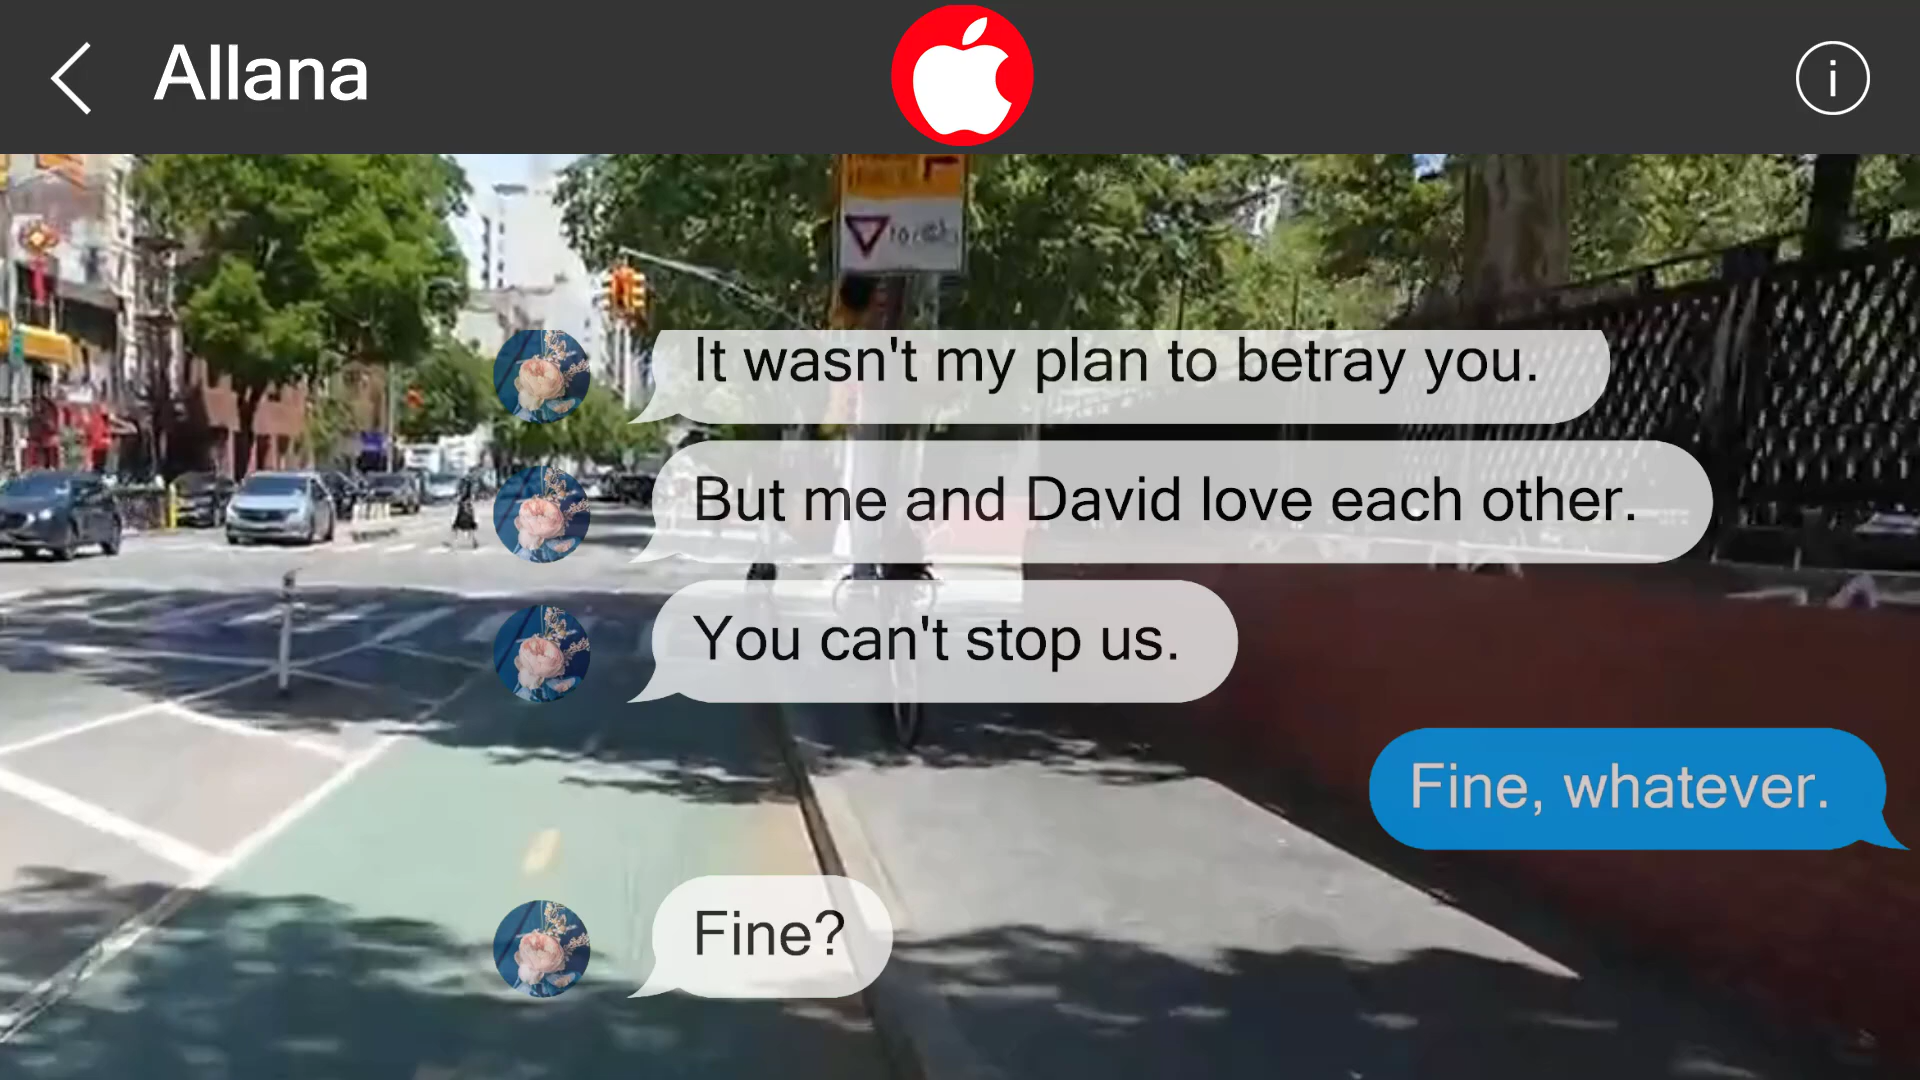 Allana
It wasn't my plan to betray you.
But me and David love each other.
You can't stop us.
Fine, whatever.
Fine?